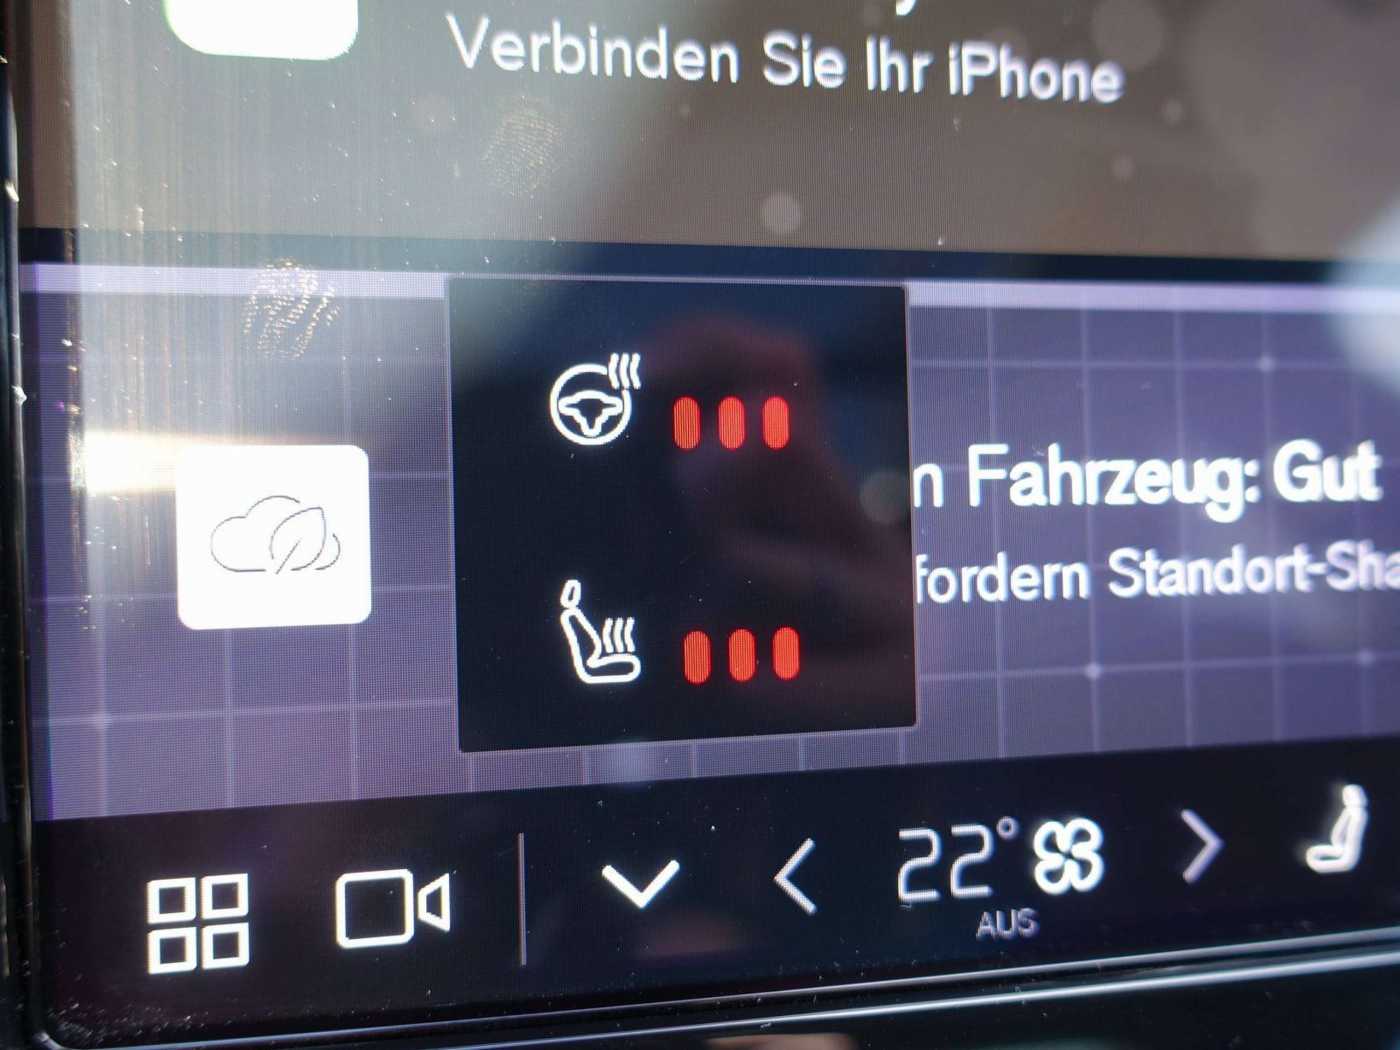 Verbinden Sie Ihr iPhone
n Fahrzeug: Gut
fordern Standort-Sha
22°
AUS